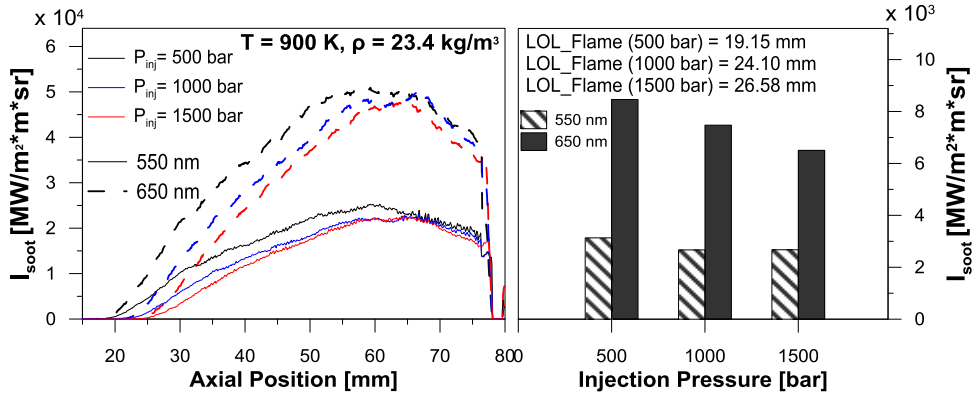 x 10⁴
T = 900 K, ρ = 23.4 kg/m³
P_inj= 500 bar
P_inj= 1000 bar
P_inj= 1500 bar
550 nm
650 nm
I_soot [MW/m²*m*sr]
6
5
4
3
2
1
0
20 30 40 50 60 70 80
Axial Position [mm]
x 10³
LOL_Flame (500 bar) = 19.15 mm
LOL_Flame (1000 bar) = 24.10 mm
LOL_Flame (1500 bar) = 26.58 mm
550 nm
650 nm
10
8
6
4
2
0
I_soot [MW/m²*m*sr]
0 500 1000 1500
Injection Pressure [bar]